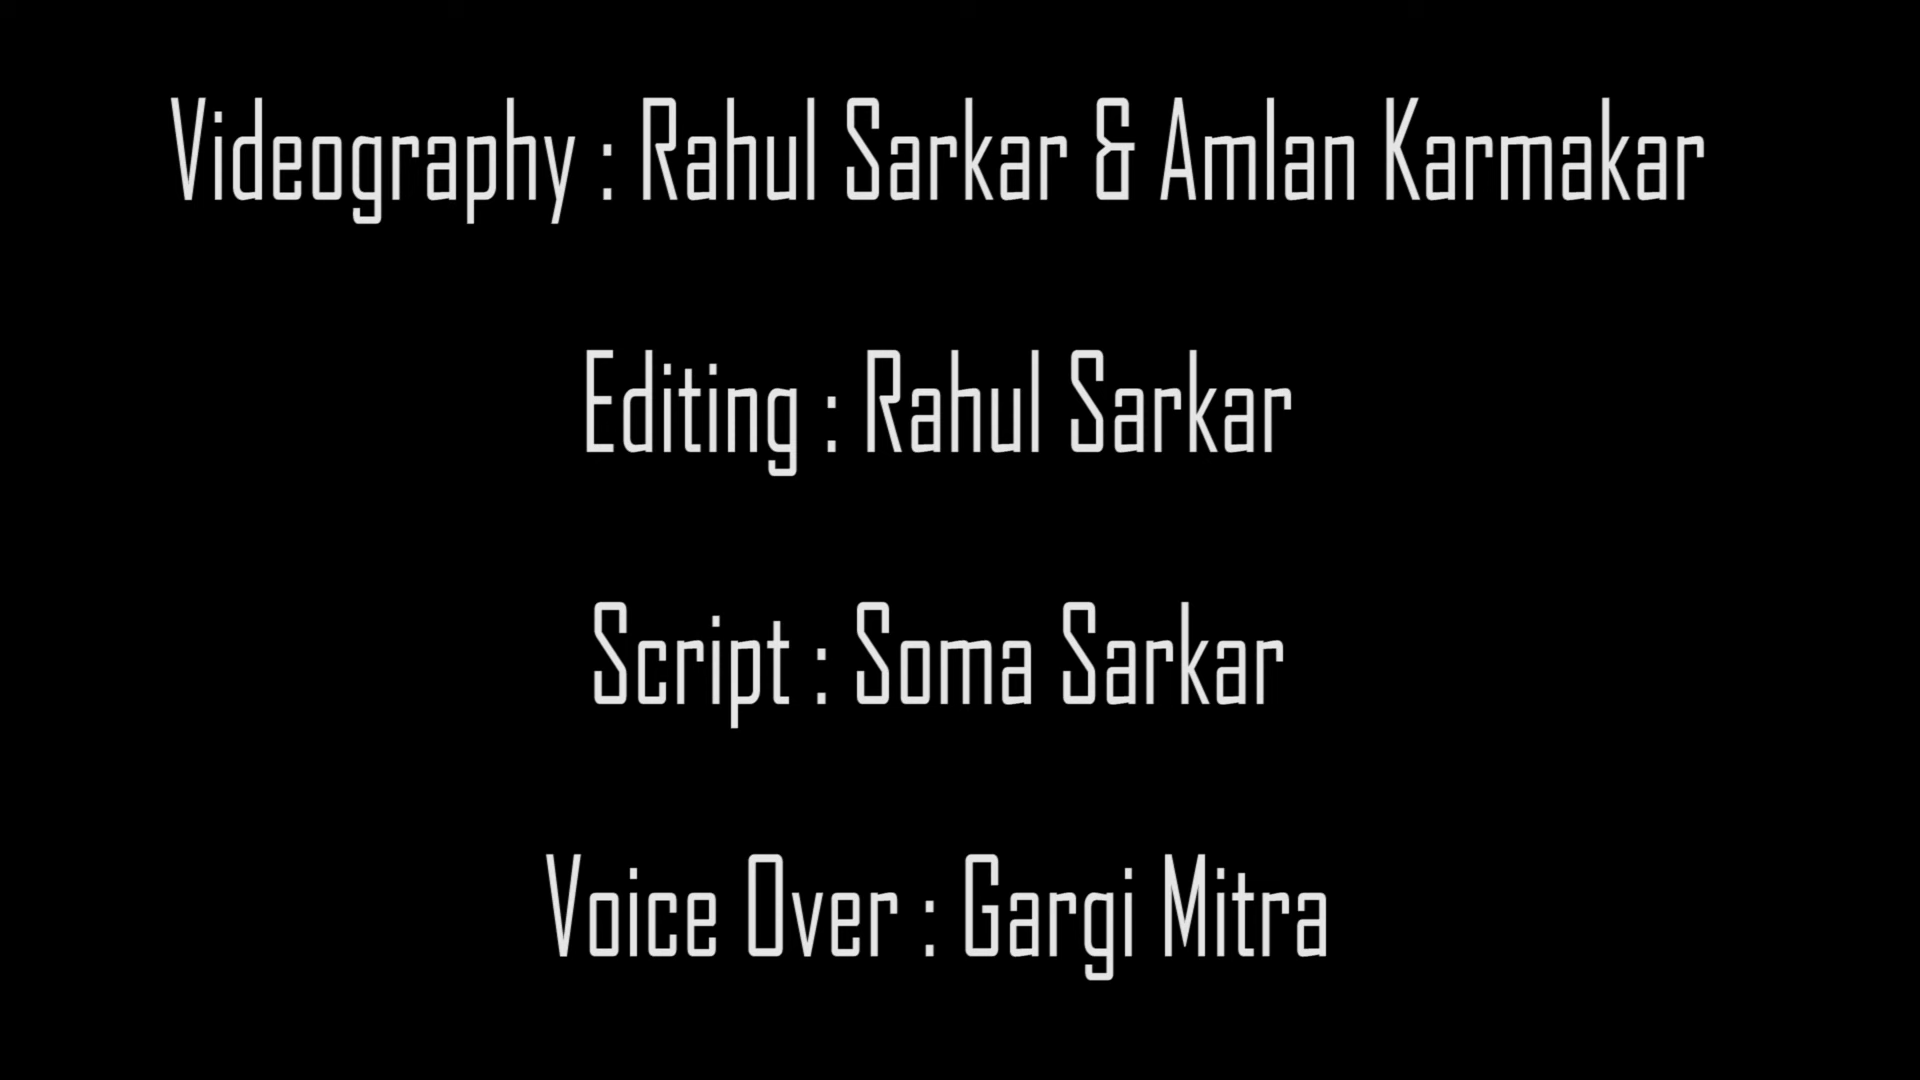 Videography : Rahul Sarkar & Amlan Karmakar
Editing : Rahul Sarkar
Script : Soma Sarkar
Voice Over : Gargi Mitra